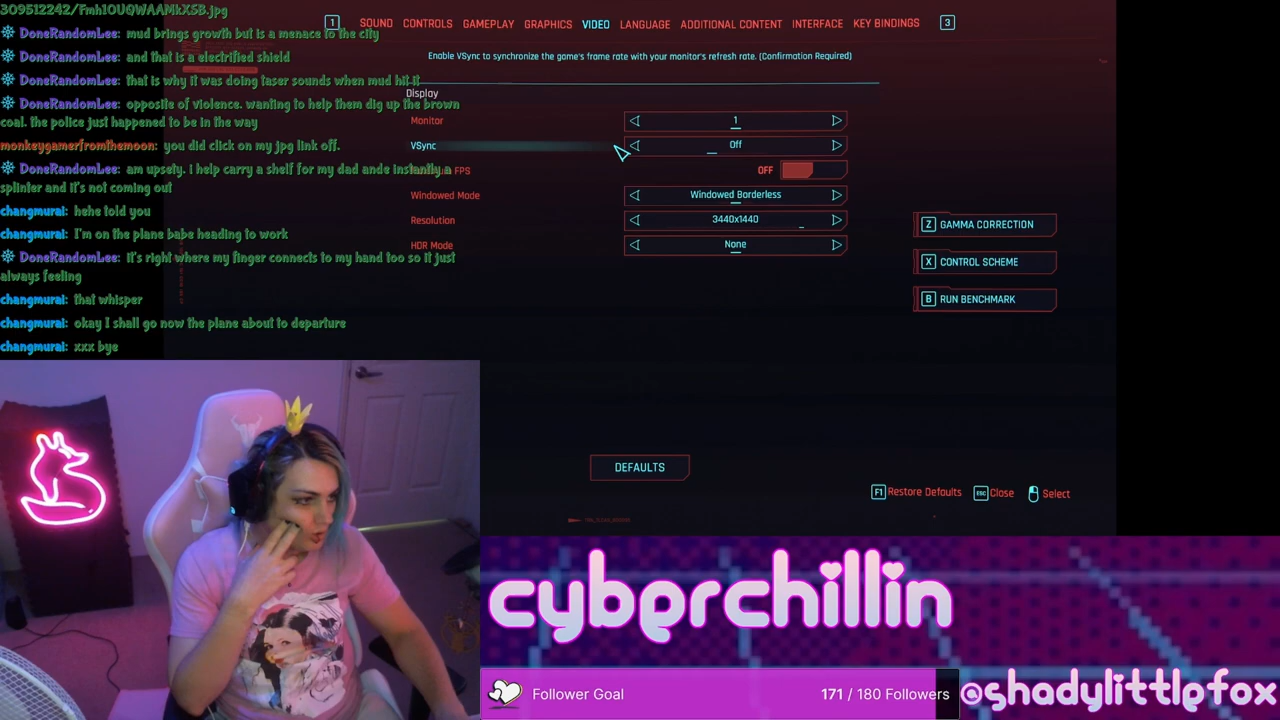 309512242/Fmh10UQWAAMkXSB.jpg
DoneRandomLee: mud brings growth but is a menace to the city
DoneRandomLee: and that is a electrified shield
DoneRandomLee: that is why it was doing taser sounds when mud hit it
DoneRandomLee: opposite of violence. wanting to help them dig up the brown
coal. the police just happened to be in the way
monkeygamerfromthemoon: you did click on my jpg link off.
DoneRandomLee: am upsety. i help carry a shelf for my dad ande instantly a
splinter and it's not coming out
changmurai: hehe told you
changmurai: I'm on the plane babe heading to work
DoneRandomLee: it's right where my finger connects to my hand too so it just
always feeling
changmurai: that whisper
changmurai: okay I shall go now the plane about to departure
changmurai: xxx bye
1 SOUND CONTROLS GAMEPLAY GRAPHICS VIDEO LANGUAGE ADDITIONAL CONTENT INTERFACE KEY BINDINGS 3
Enable VSync to synchronize the game's frame rate with your monitor's refresh rate. (Confirmation Required)
Display
Monitor 1
VSync Off
FPS OFF
Windowed Mode Windowed Borderless
Resolution 3440x1440
HDR Mode None
Z GAMMA CORRECTION
X CONTROL SCHEME
B RUN BENCHMARK
DEFAULTS
F1 Restore Defaults ESC Close Select
cyberchillin
Follower Goal 171 / 180 Followers
@shadylittlefox